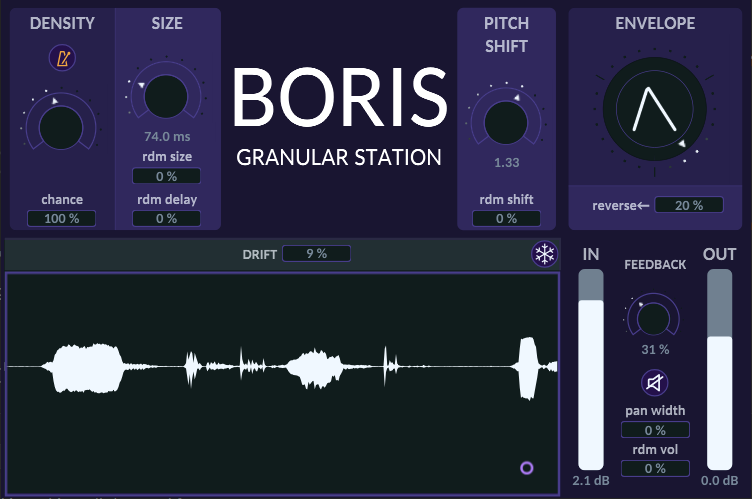 DENSITY
SIZE
74.0 ms
rdm size
0 %
chance
rdm delay
100 %
0 %
BORIS
GRANULAR STATION
PITCH
SHIFT
1.33
rdm shift
0 %
ENVELOPE
reverse← 20 %
DRIFT 9 %
IN
FEEDBACK
OUT
31 %
pan width
0 %
rdm vol
0 %
2.1 dB
0.0 dB